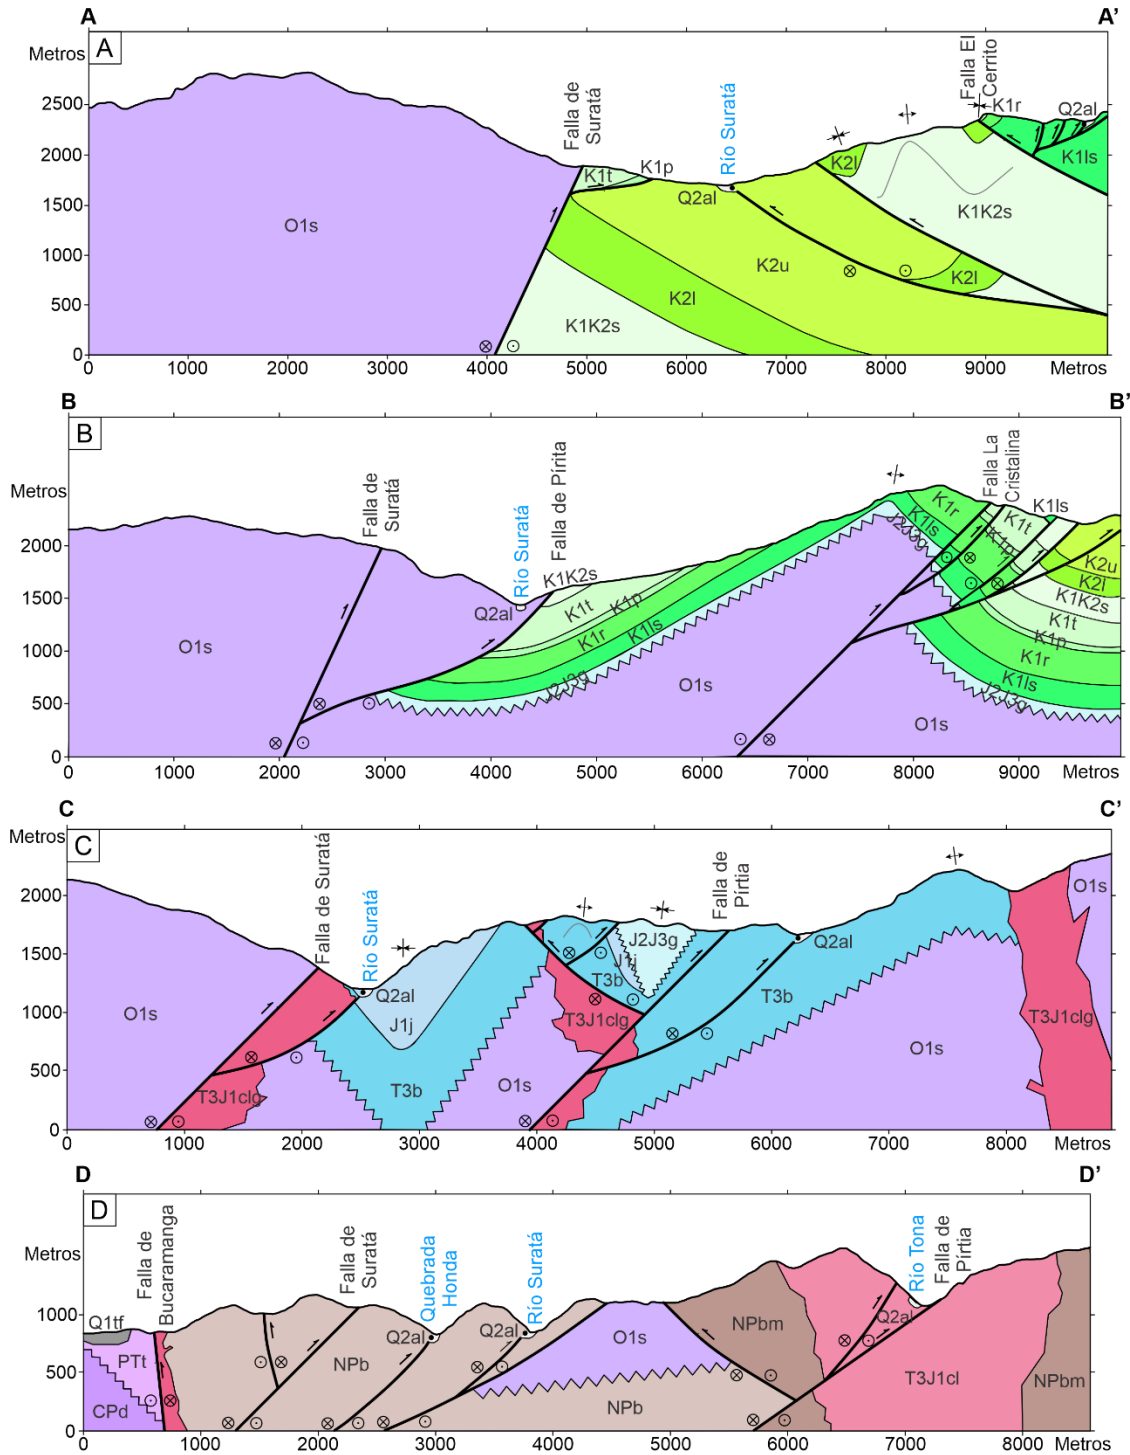 A
A'
Metros
A
2500
2000
1500
1000
500
0
Falla de
Suratá
Río Suratá
Falla El
Cerrito
K1r
Q2al
K1t
K1p
Q2al
K2l
K1ls
O1s
K1K2s
K2u
K2l
K2l
K1K2s
0
1000
2000
3000
4000
5000
6000
7000
8000
9000
Metros
B
B'
B
Metros
2000
1500
1000
500
0
Falla de
Suratá
Río Suratá
Falla de Pírita
Falla La
Cristalina
K1ls
K1K2s
Q2al
K1t
K1p
K1r
K1ls
J2J3g
K1r
K1ls
J2J3g
K1t
K1p
K2u
K2l
K1K2s
K1t
K1p
K1r
K1ls
J2J3g
O1s
O1s
O1s
0
1000
2000
3000
4000
5000
6000
7000
8000
9000
Metros
C
C'
Metros
C
2000
1500
1000
500
0
Falla de Suratá
Río Suratá
Falla de
Pírtia
Q2al
J1j
T3b
O1s
T3J1clg
O1s
J2J3g
J1j
T3b
T3J1clg
Q2al
T3b
O1s
T3J1clg
O1s
0
1000
2000
3000
4000
5000
6000
7000
8000
Metros
D
D'
D
Metros
1000
500
0
Falla de
Bucaramanga
Falla de
Suratá
Quebrada
Honda
Río Suratá
Río Tona
Falla de
Pírtia
Q1tf
PTt
CPd
NPb
Q2al
Q2al
O1s
NPb
NPbm
Q2al
T3J1cl
NPbm
0
1000
2000
3000
4000
5000
6000
7000
8000
Metros